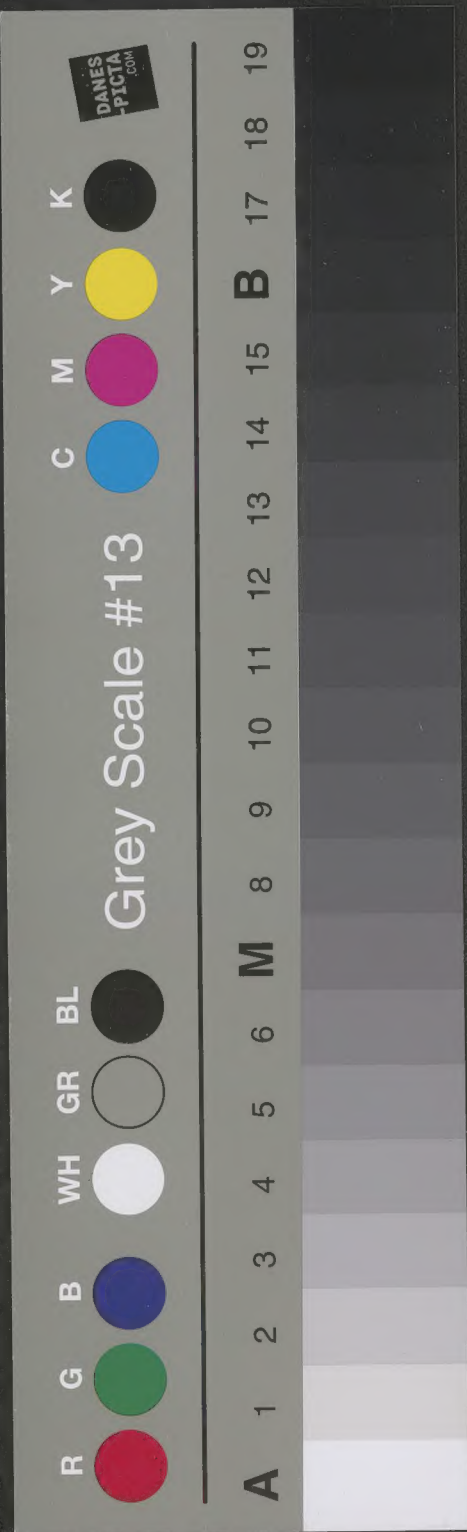 R G B WH GR BL Grey Scale #13 C M Y K
DANES
-PICTA
.COM
A 1 2 3 4 5 6 M 8 9 10 11 12 13 14 15 B 17 18 19